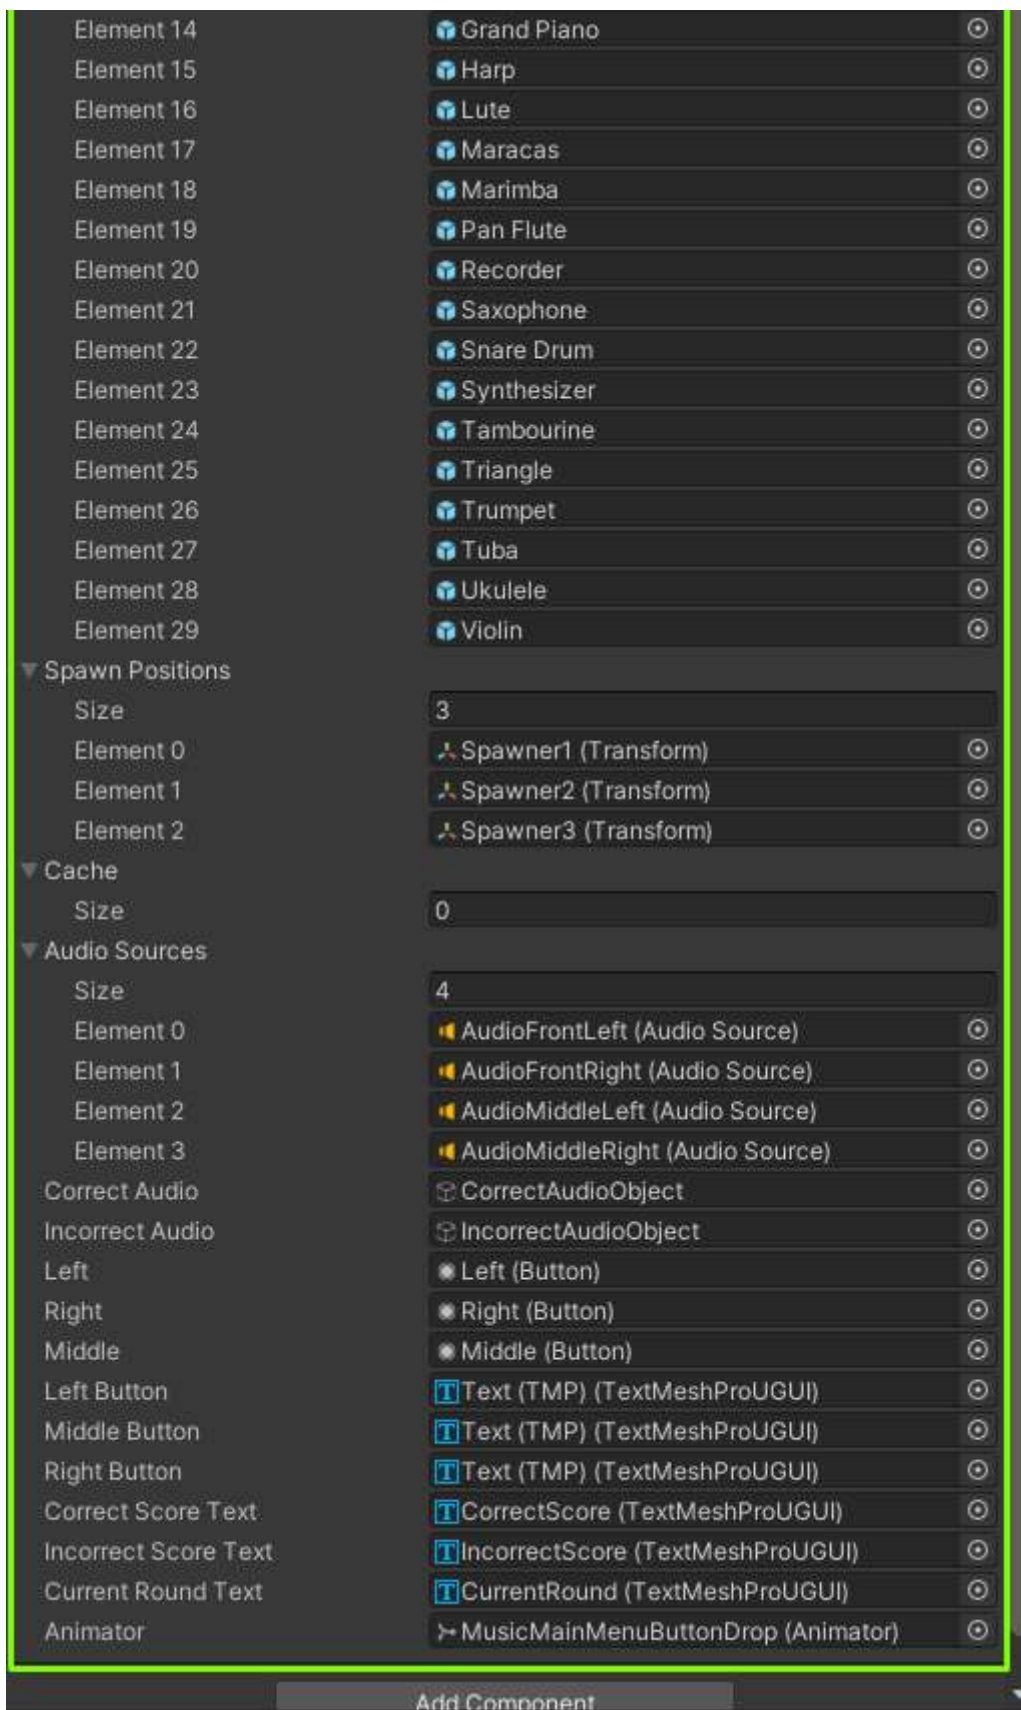 Element 14 Grand Piano
Element 15 Harp
Element 16 Lute
Element 17 Maracas
Element 18 Marimba
Element 19 Pan Flute
Element 20 Recorder
Element 21 Saxophone
Element 22 Snare Drum
Element 23 Synthesizer
Element 24 Tambourine
Element 25 Triangle
Element 26 Trumpet
Element 27 Tuba
Element 28 Ukulele
Element 29 Violin
Spawn Positions
Size 3
Element 0 Spawner1 (Transform)
Element 1 Spawner2 (Transform)
Element 2 Spawner3 (Transform)
Cache
Size 0
Audio Sources
Size 4
Element 0 AudioFrontLeft (Audio Source)
Element 1 AudioFrontRight (Audio Source)
Element 2 AudioMiddleLeft (Audio Source)
Element 3 AudioMiddleRight (Audio Source)
Correct Audio CorrectAudioObject
Incorrect Audio IncorrectAudioObject
Left Left (Button)
Right Right (Button)
Middle Middle (Button)
Left Button Text (TMP) (TextMeshProUGUI)
Middle Button Text (TMP) (TextMeshProUGUI)
Right Button Text (TMP) (TextMeshProUGUI)
Correct Score Text CorrectScore (TextMeshProUGUI)
Incorrect Score Text IncorrectScore (TextMeshProUGUI)
Current Round Text CurrentRound (TextMeshProUGUI)
Animator MusicMainMenuButtonDrop (Animator)
Add Component